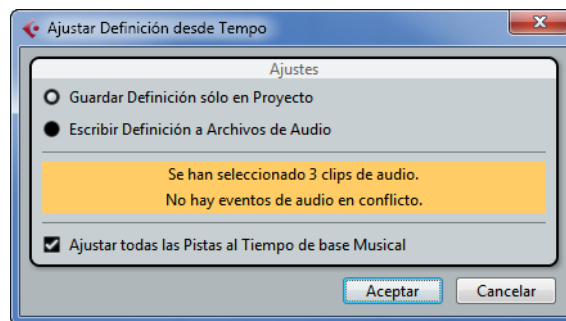 Ajustar Definición desde Tempo
Ajustes
Guardar Definición sólo en Proyecto
Escribir Definición a Archivos de Audio
Se han seleccionado 3 clips de audio.
No hay eventos de audio en conflicto.
Ajustar todas las Pistas al Tiempo de base Musical
Aceptar
Cancelar